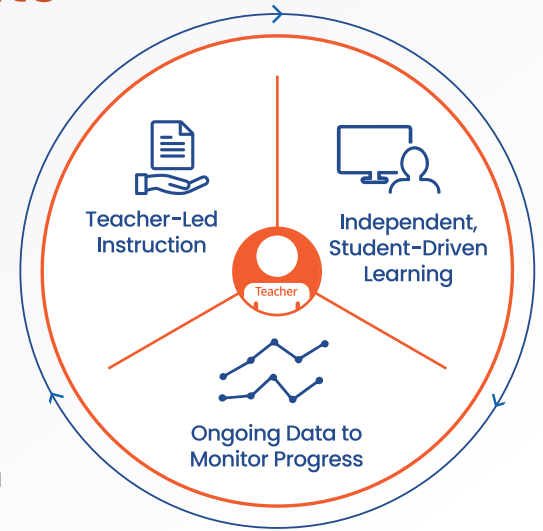 Teacher-Led
Instruction
Independent,
Student-Driven
Learning
Teacher
Ongoing Data to
Monitor Progress